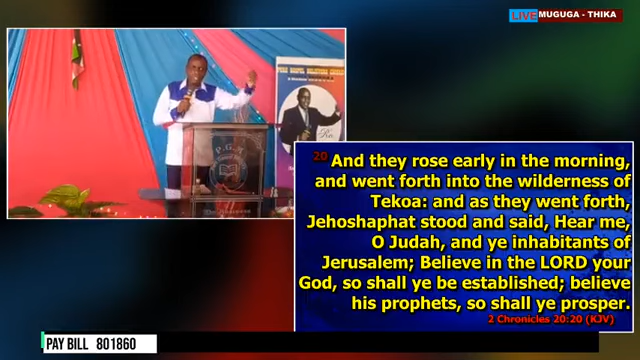 LIVE MUGUGA - THIKA
P.G.B
20 And they rose early in the morning,
and went forth into the wilderness of
Tekoa: and as they went forth,
Jehoshaphat stood and said, Hear me,
O Judah, and ye inhabitants of
Jerusalem; Believe in the LORD your
God, so shall ye be established; believe
his prophets, so shall ye prosper.
2 Chronicles 20:20 (KJV)
PAY BILL 801860